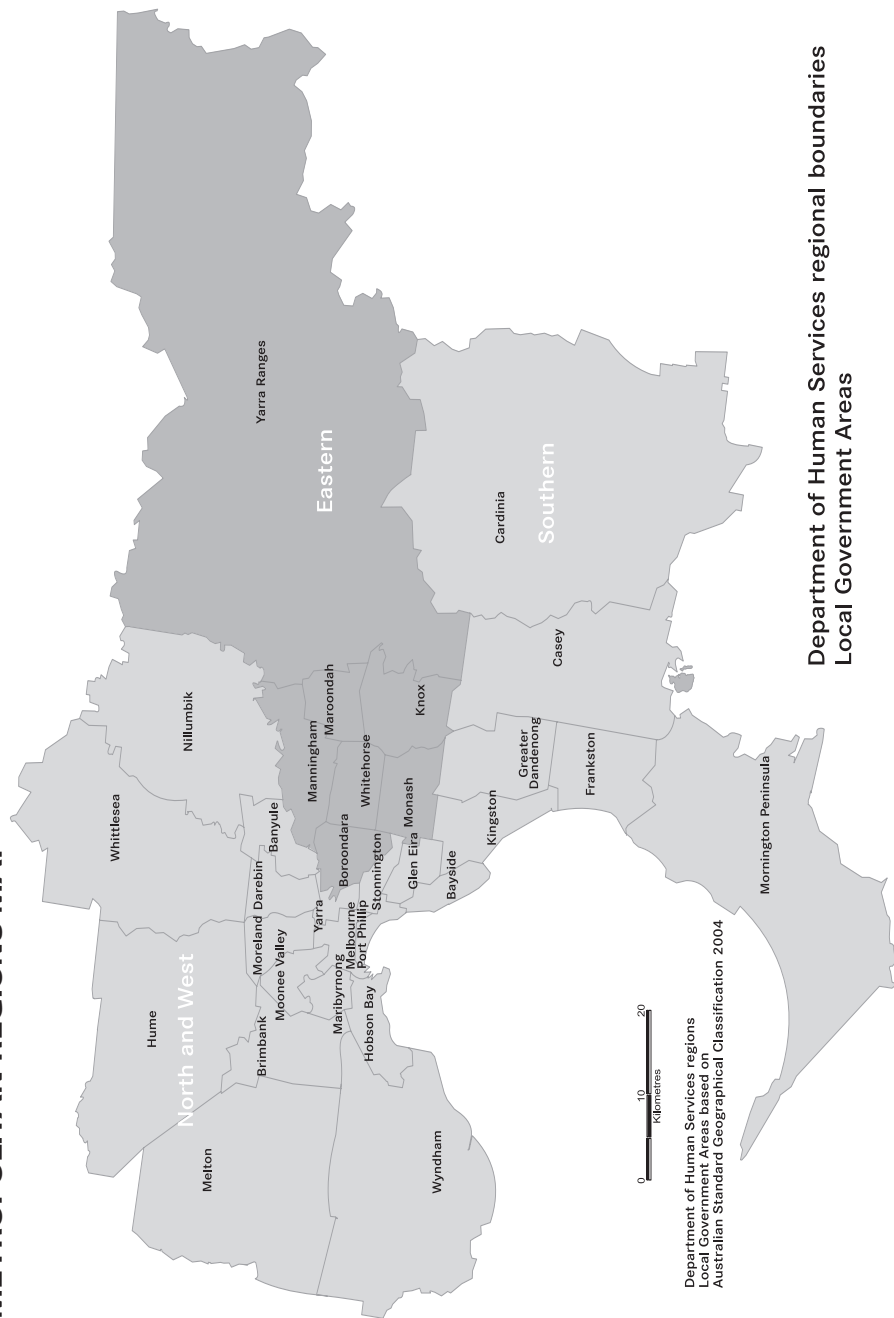 METROPOLITAN REGIONS MAP
Whittlesea
Hume
Nillumbik
North and West
Melton
Yarra Ranges
Moreland
Darebin
Brimbank
Banyule
Moonee Valley
Manningham
Yarra
Eastern
Maroondah
Maribyrnong
Boroondara
Melbourne
Whitehorse
Port Phillip
Hobson Bay
Stonnington
Monash
Glen Eira
Knox
Wyndham
Bayside
Kingston
Cardinia
Greater
Dandenong
Southern
Casey
Frankston
0
10
20
Kilometres
Mornington Peninsula
Department of Human Services regions
Local Government Areas based on
Australian Standard Geographical Classification 2004
Department of Human Services regional boundaries
Local Government Areas